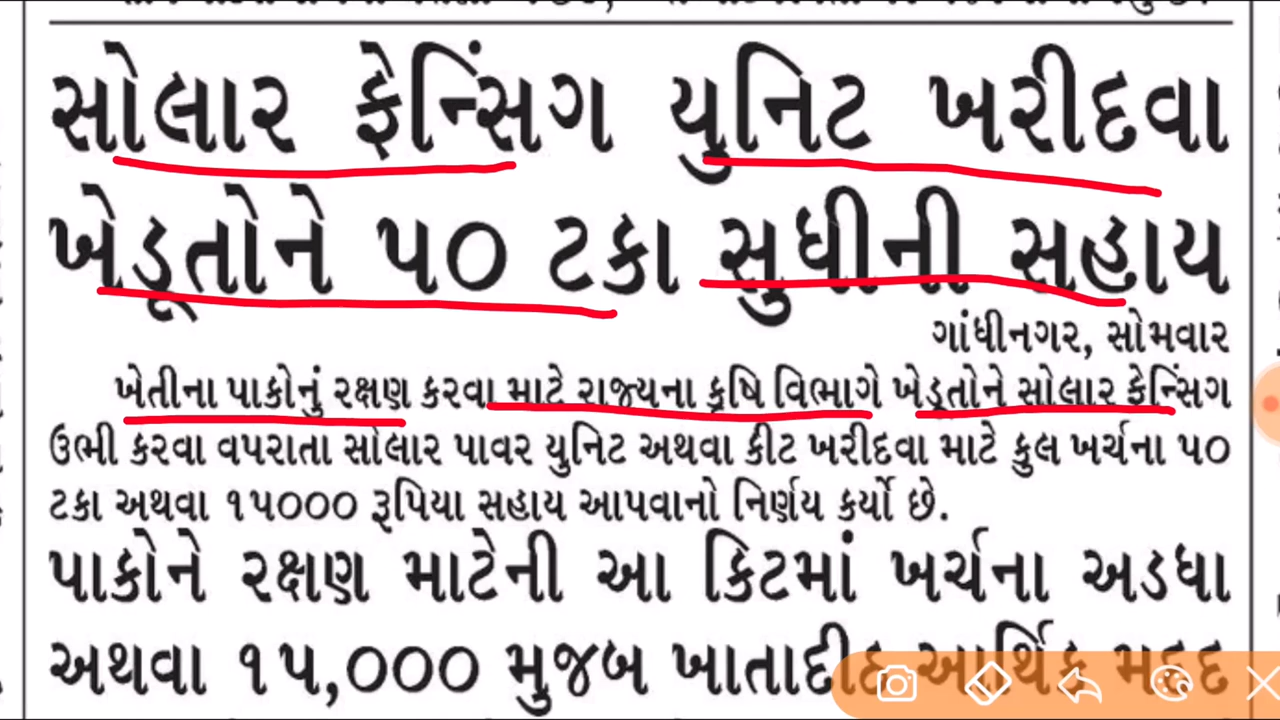 સોલાર ફેન્સિંગ યુનિટ ખરીદવા
ખેડૂતોને ૫૦ ટકા સુધીની સહાય
ગાંધીનગર, સોમવાર
ખેતીના પાકોનું રક્ષણ કરવા માટે રાજ્યના કૃષિ વિભાગે ખેડૂતોને સોલાર ફેન્સિંગ
ઉભી કરવા વપરાતા સોલાર પાવર યુનિટ અથવા કીટ ખરીદવા માટે કુલ ખર્ચના ૫૦
ટકા અથવા ૧૫૦૦૦ રૂપિયા સહાય આપવાનો નિર્ણય કર્યો છે.
પાકોને રક્ષણ માટેની આ કિટમાં ખર્ચના અડધા
અથવા ૧૫,૦૦૦ મુજબ ખાતાદીઠ આર્થિક મદદ